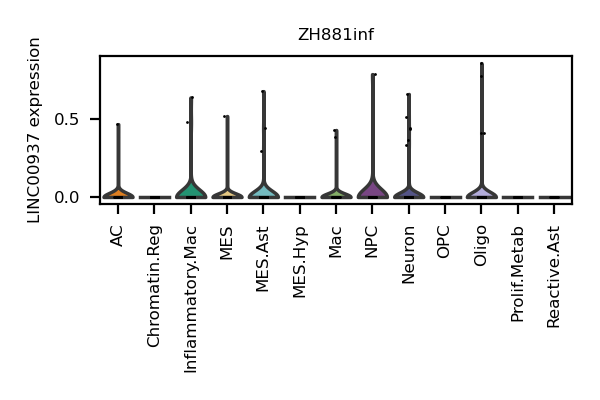 ZH881inf
LINC00937 expression
0.5
0.0
AC
Chromatin.Reg
Inflammatory.Mac
MES
MES.Ast
MES.Hyp
Mac
NPC
Neuron
OPC
Oligo
Prolif.Metab
Reactive.Ast